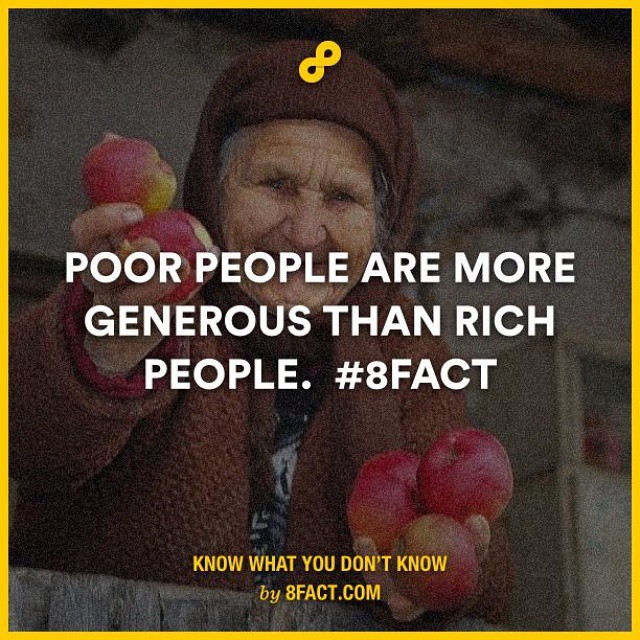 POOR PEOPLE ARE MORE
GENEROUS THAN RICH
PEOPLE. #8FACT
KNOW WHAT YOU DON'T KNOW
by 8FACT.COM